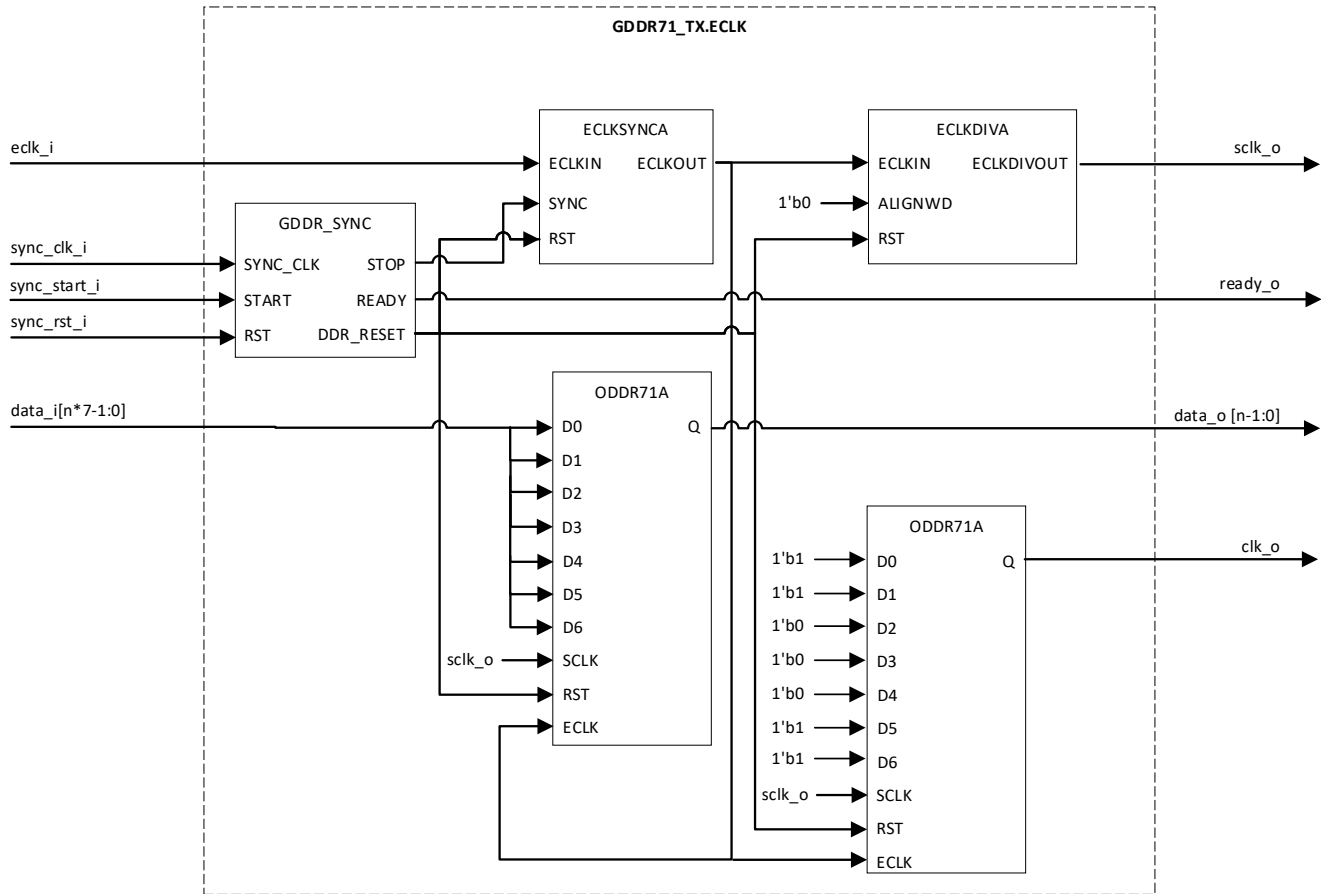 GDDR71_TX.ECLK
ECLKSYNCA
ECLKDIVA
eclk_i
ECLKIN
ECLKOUT
ECLKIN
ECLKDIVOUT
sclk_o
SYNC
1'b0
ALIGNWD
GDDR_SYNC
RST
RST
sync_clk_i
SYNC_CLK
STOP
sync_start_i
START
READY
ready_o
sync_rst_i
RST
DDR_RESET
ODDR71A
data_i[n*7-1:0]
D0
Q
data_o [n-1:0]
D1
D2
D3
D4
D5
D6
sclk_o
SCLK
RST
ECLK
ODDR71A
1'b1
D0
Q
clk_o
1'b1
D1
1'b0
D2
1'b0
D3
1'b0
D4
1'b1
D5
1'b1
D6
sclk_o
SCLK
RST
ECLK